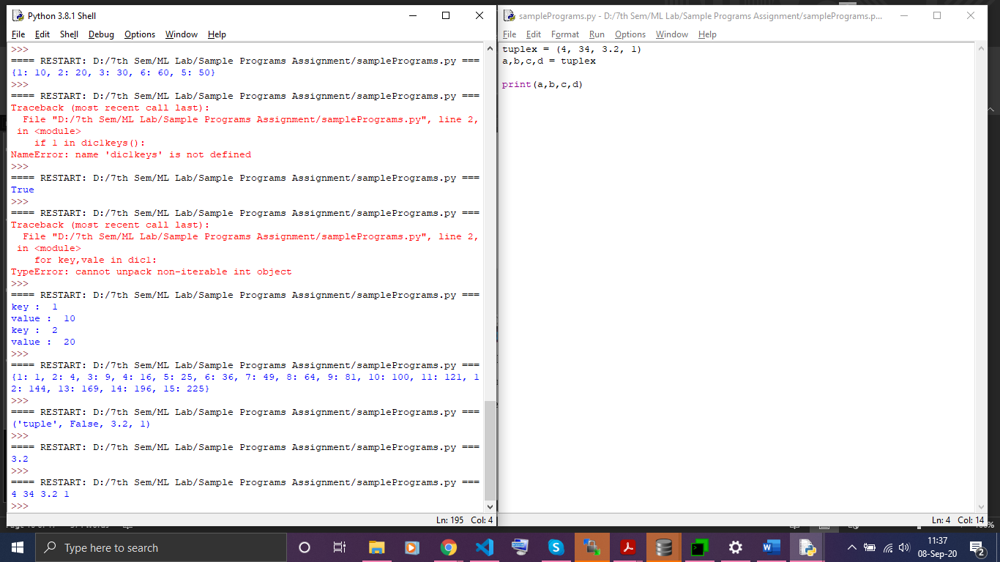 Python 3.8.1 Shell
File Edit Shell Debug Options Window Help
>>>
==== RESTART: D:/7th Sem/ML Lab/Sample Programs Assignment/samplePrograms.py ===
{1: 10, 2: 20, 3: 30, 6: 60, 5: 50}
>>>
==== RESTART: D:/7th Sem/ML Lab/Sample Programs Assignment/samplePrograms.py ===
Traceback (most recent call last):
  File "D:/7th Sem/ML Lab/Sample Programs Assignment/samplePrograms.py", line 2,
 in <module>
    if 1 in dic1keys():
NameError: name 'dic1keys' is not defined
>>>
==== RESTART: D:/7th Sem/ML Lab/Sample Programs Assignment/samplePrograms.py ===
True
>>>
==== RESTART: D:/7th Sem/ML Lab/Sample Programs Assignment/samplePrograms.py ===
Traceback (most recent call last):
  File "D:/7th Sem/ML Lab/Sample Programs Assignment/samplePrograms.py", line 2,
 in <module>
    for key,vale in dic1:
TypeError: cannot unpack non-iterable int object
>>>
==== RESTART: D:/7th Sem/ML Lab/Sample Programs Assignment/samplePrograms.py ===
key :  1
value :  10
key :  2
value :  20
>>>
==== RESTART: D:/7th Sem/ML Lab/Sample Programs Assignment/samplePrograms.py ===
{1: 1, 2: 4, 3: 9, 4: 16, 5: 25, 6: 36, 7: 49, 8: 64, 9: 81, 10: 100, 11: 121, 1
2: 144, 13: 169, 14: 196, 15: 225}
>>>
==== RESTART: D:/7th Sem/ML Lab/Sample Programs Assignment/samplePrograms.py ===
('tuple', False, 3.2, 1)
>>>
==== RESTART: D:/7th Sem/ML Lab/Sample Programs Assignment/samplePrograms.py ===
3.2
>>>
==== RESTART: D:/7th Sem/ML Lab/Sample Programs Assignment/samplePrograms.py ===
4 34 3.2 1
>>>
Ln: 195 Col: 4
samplePrograms.py - D:/7th Sem/ML Lab/Sample Programs Assignment/samplePrograms.p...
File Edit Format Run Options Window Help
tuplex = (4, 34, 3.2, 1)
a,b,c,d = tuplex
print(a,b,c,d)
Ln: 4 Col: 14
Type here to search
11:37
08-Sep-20
2